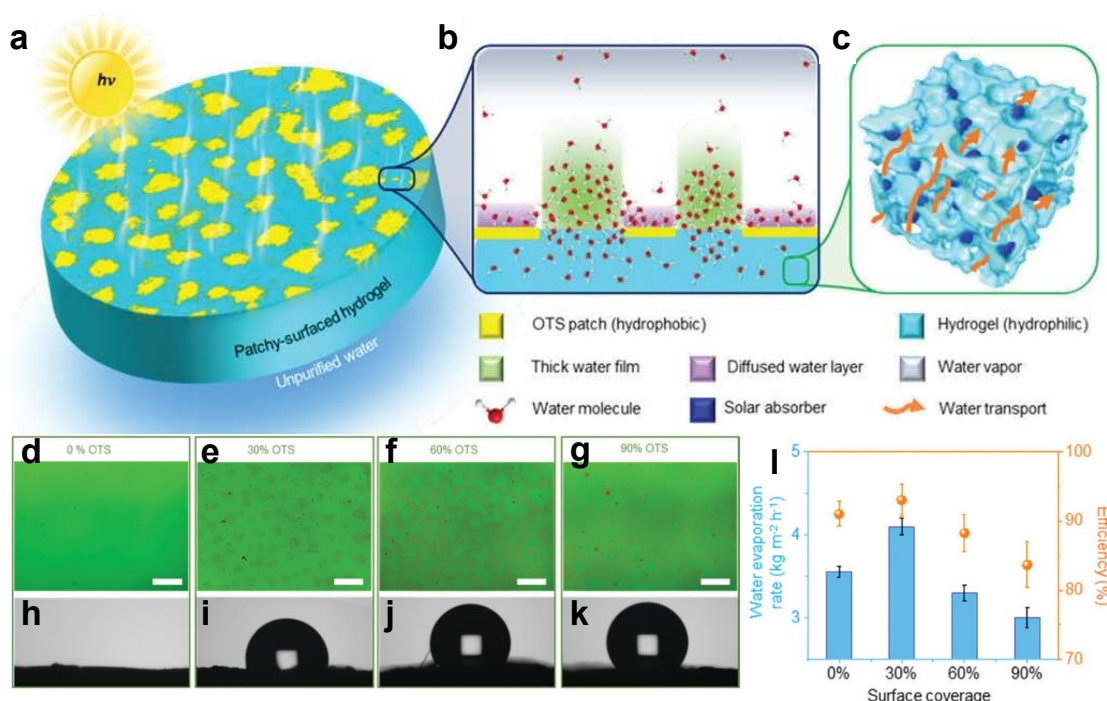 a
hν
Patchy-surfaced hydrogel
Unpurified water
b
c
OTS patch (hydrophobic)
Hydrogel (hydrophilic)
Thick water film
Diffused water layer
Water vapor
Water molecule
Solar absorber
Water transport
d
0 % OTS
e
30% OTS
f
60% OTS
g
90% OTS
h
i
j
k
l
Water evaporation
rate (kg m⁻² h⁻¹)
5
4
3
100
90
80
70
Efficiency (%)
0%
30%
60%
90%
Surface coverage